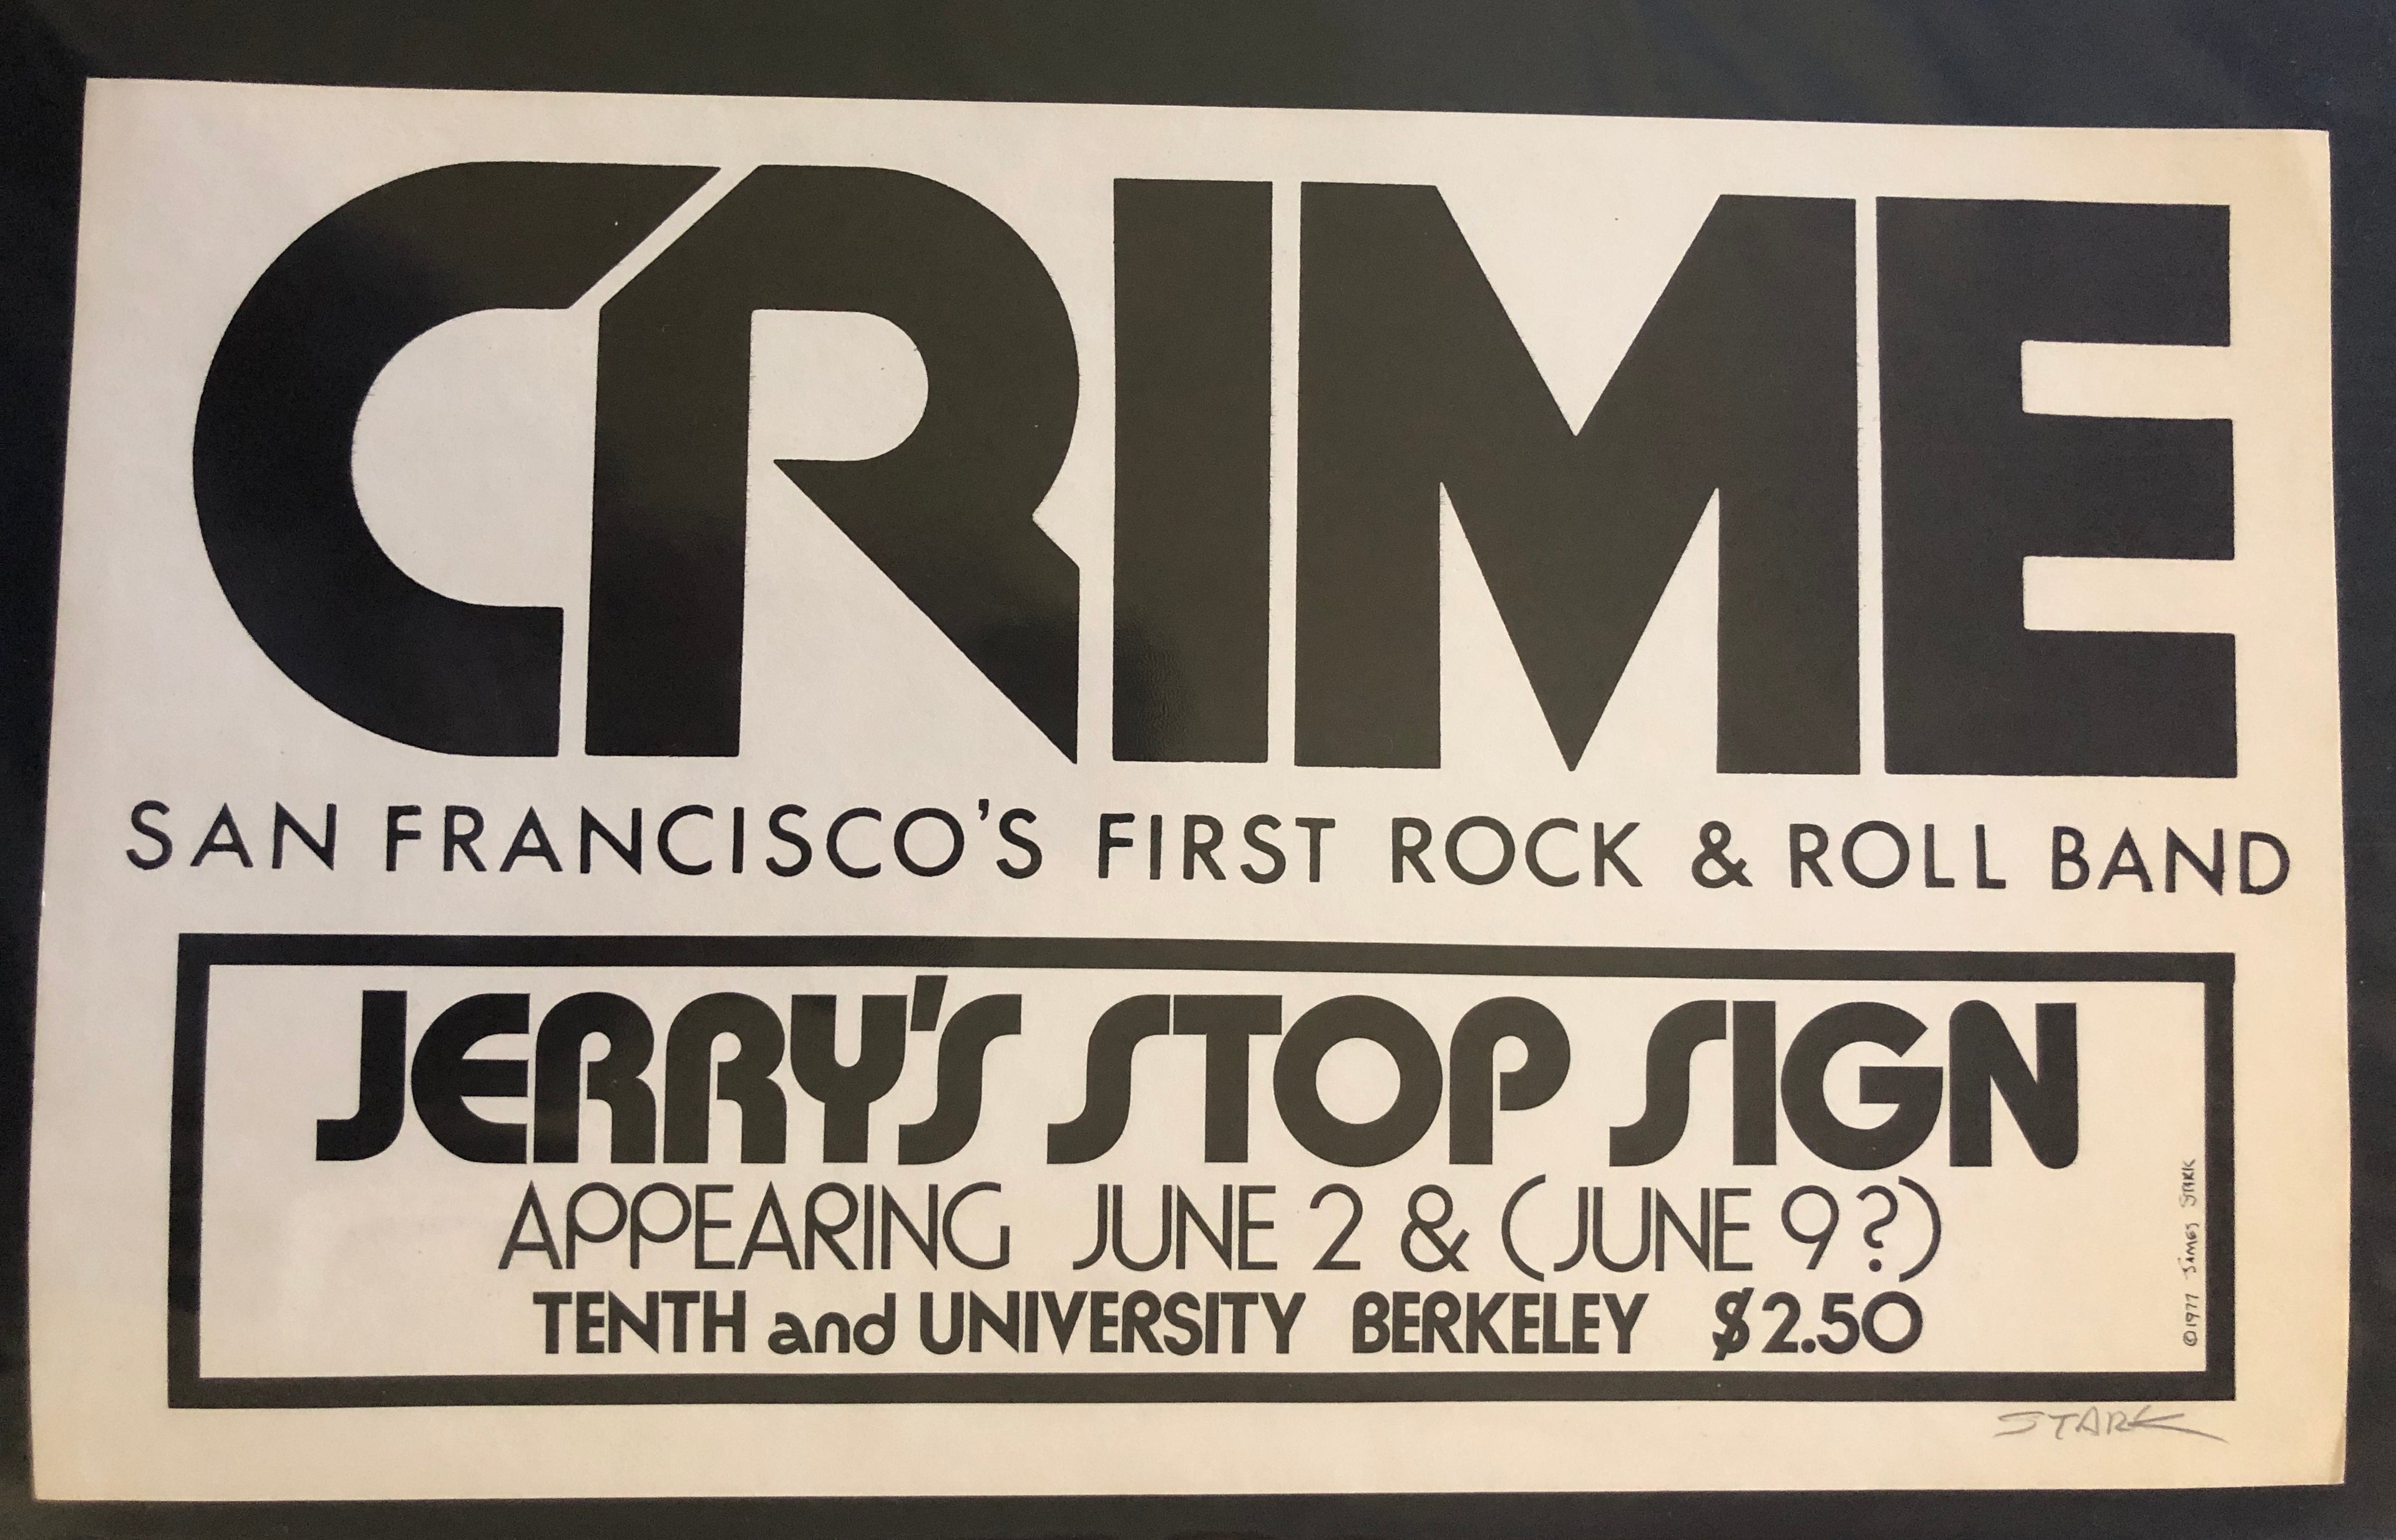 CRIME
SAN FRANCISCO'S FIRST ROCK & ROLL BAND
JERRY'S STOP SIGN
APPEARING JUNE 2 & (JUNE 9?)
TENTH and UNIVERSITY BERKELEY $2.50
©1977 JAMES STARK
STARK